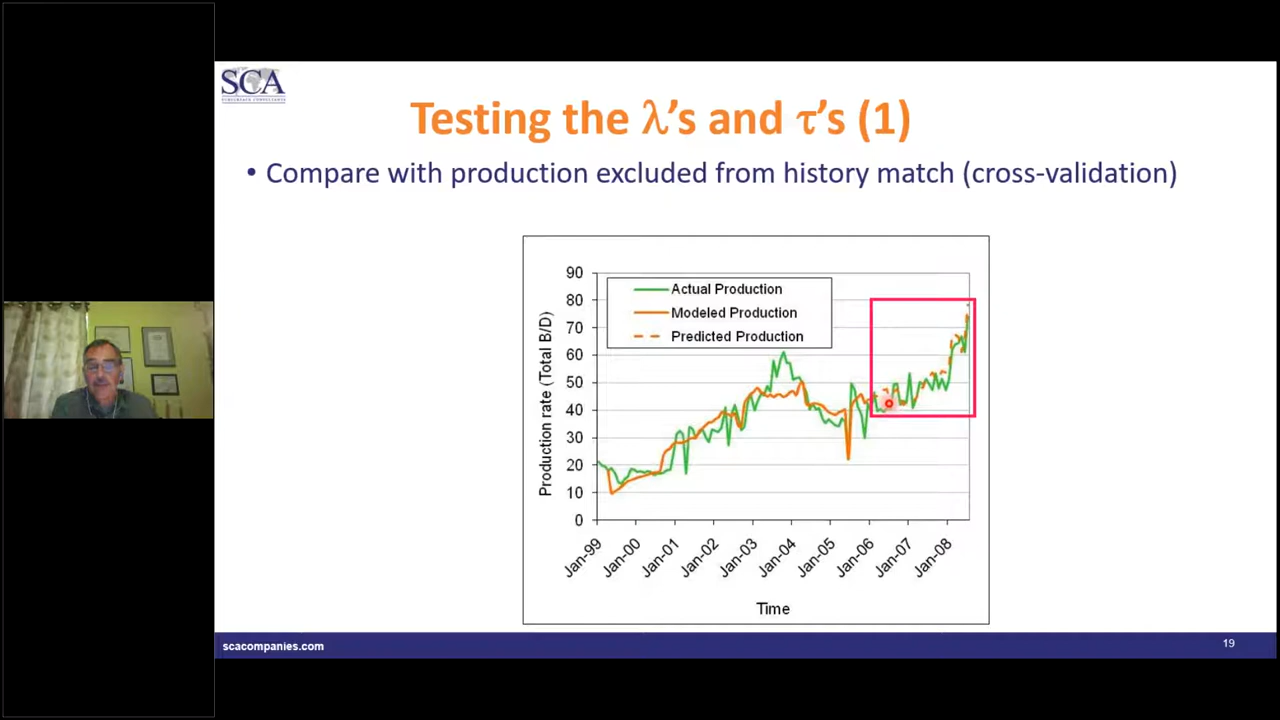 SCA
SUBSURFACE CONSULTANTS
Testing the λ's and τ's (1)
• Compare with production excluded from history match (cross-validation)
90
80
70
60
50
40
30
20
10
0
Production rate (Total B/D)
Actual Production
Modeled Production
Predicted Production
Jan-99
Jan-00
Jan-01
Jan-02
Jan-03
Jan-04
Jan-05
Jan-06
Jan-07
Jan-08
Time
scacompanies.com
19